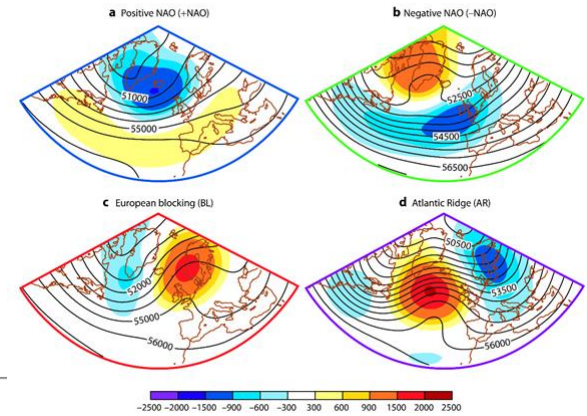 a Positive NAO (+NAO)
b Negative NAO (−NAO)
51000
55000
52500
54500
56500
c European blocking (BL)
d Atlantic Ridge (AR)
52000
55000
56000
50500
53500
56000
−2500 −2000 −1500 −900 −600 −300 300 600 900 1500 2000 2500